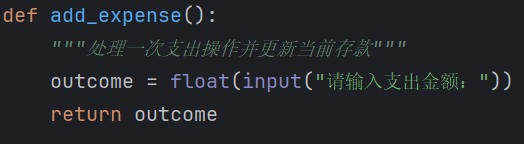 def add_expense():
    """处理一次支出操作并更新当前存款"""
    outcome = float(input("请输入支出金额："))
    return outcome